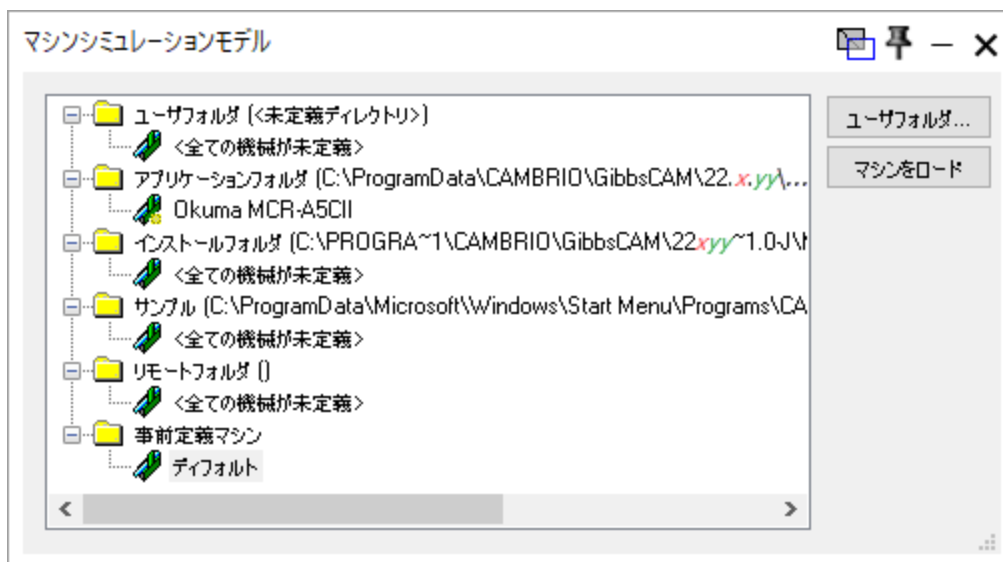 マシンシミュレーションモデル
ユーザフォルダ (<未定義ディレクトリ>)
<全ての機械が未定義>
アプリケーションフォルダ (C:\ProgramData\CAMBRIO\GibbsCAM\22.x.yy\...
Okuma MCR-A5CII
インストールフォルダ (C:\PROGRA~1\CAMBRIO\GibbsCAM\22xyy~1.0-J\
<全ての機械が未定義>
サンプル (C:\ProgramData\Microsoft\Windows\Start Menu\Programs\CA
<全ての機械が未定義>
リモートフォルダ ()
<全ての機械が未定義>
事前定義マシン
ディフォルト
ユーザフォルダ...
マシンをロード